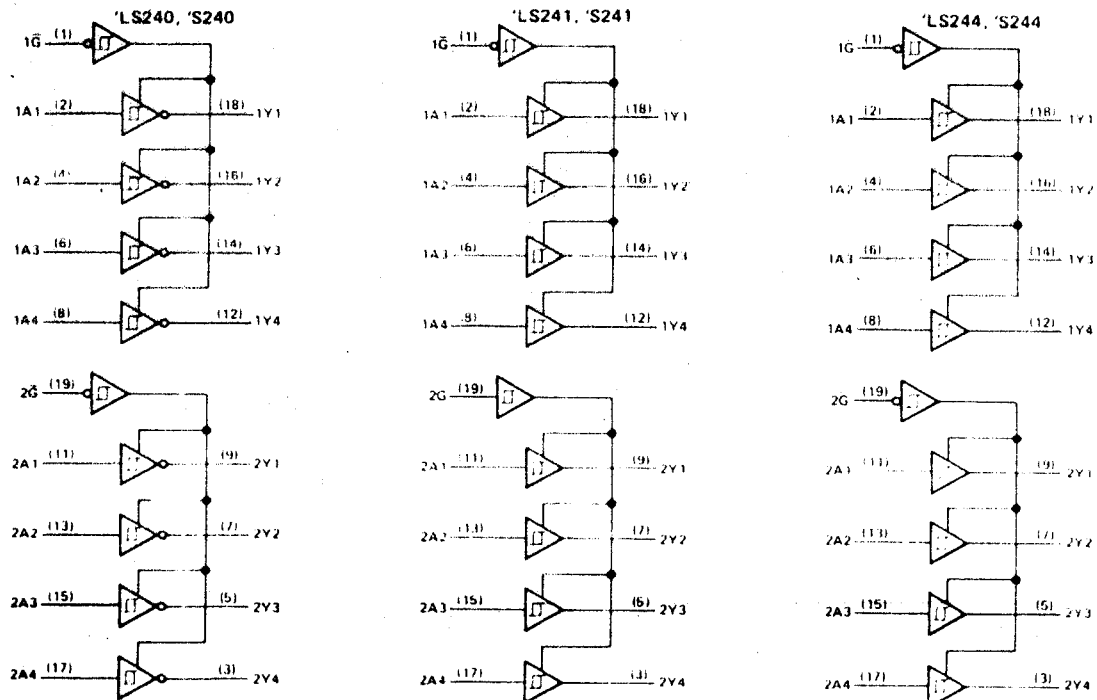 'LS240, 'S240
1G̅ (1)
1A1 (2) (18) 1Y1
1A2 (4) (16) 1Y2
1A3 (6) (14) 1Y3
1A4 (8) (12) 1Y4
2G̅ (19)
2A1 (11) (9) 2Y1
2A2 (13) (7) 2Y2
2A3 (15) (5) 2Y3
2A4 (17) (3) 2Y4
'LS241, 'S241
1G̅ (1)
1A1 (2) (18) 1Y1
1A2 (4) (16) 1Y2
1A3 (6) (14) 1Y3
1A4 (8) (12) 1Y4
2G (19)
2A1 (11) (9) 2Y1
2A2 (13) (7) 2Y2
2A3 (15) (5) 2Y3
2A4 (17) (3) 2Y4
'LS244, 'S244
1G (1)
1A1 (2) (18) 1Y1
1A2 (4) (16) 1Y2
1A3 (6) (14) 1Y3
1A4 (8) (12) 1Y4
2G (19)
2A1 (11) (9) 2Y1
2A2 (13) (7) 2Y2
2A3 (15) (5) 2Y3
2A4 (17) (3) 2Y4